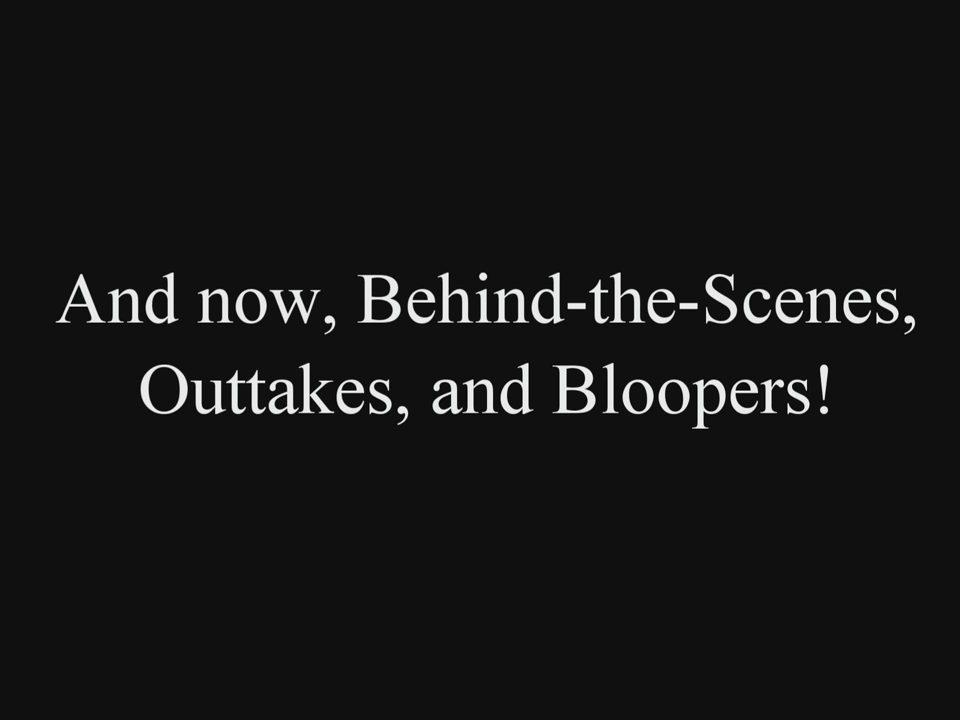 And now, Behind-the-Scenes,
Outtakes, and Bloopers!